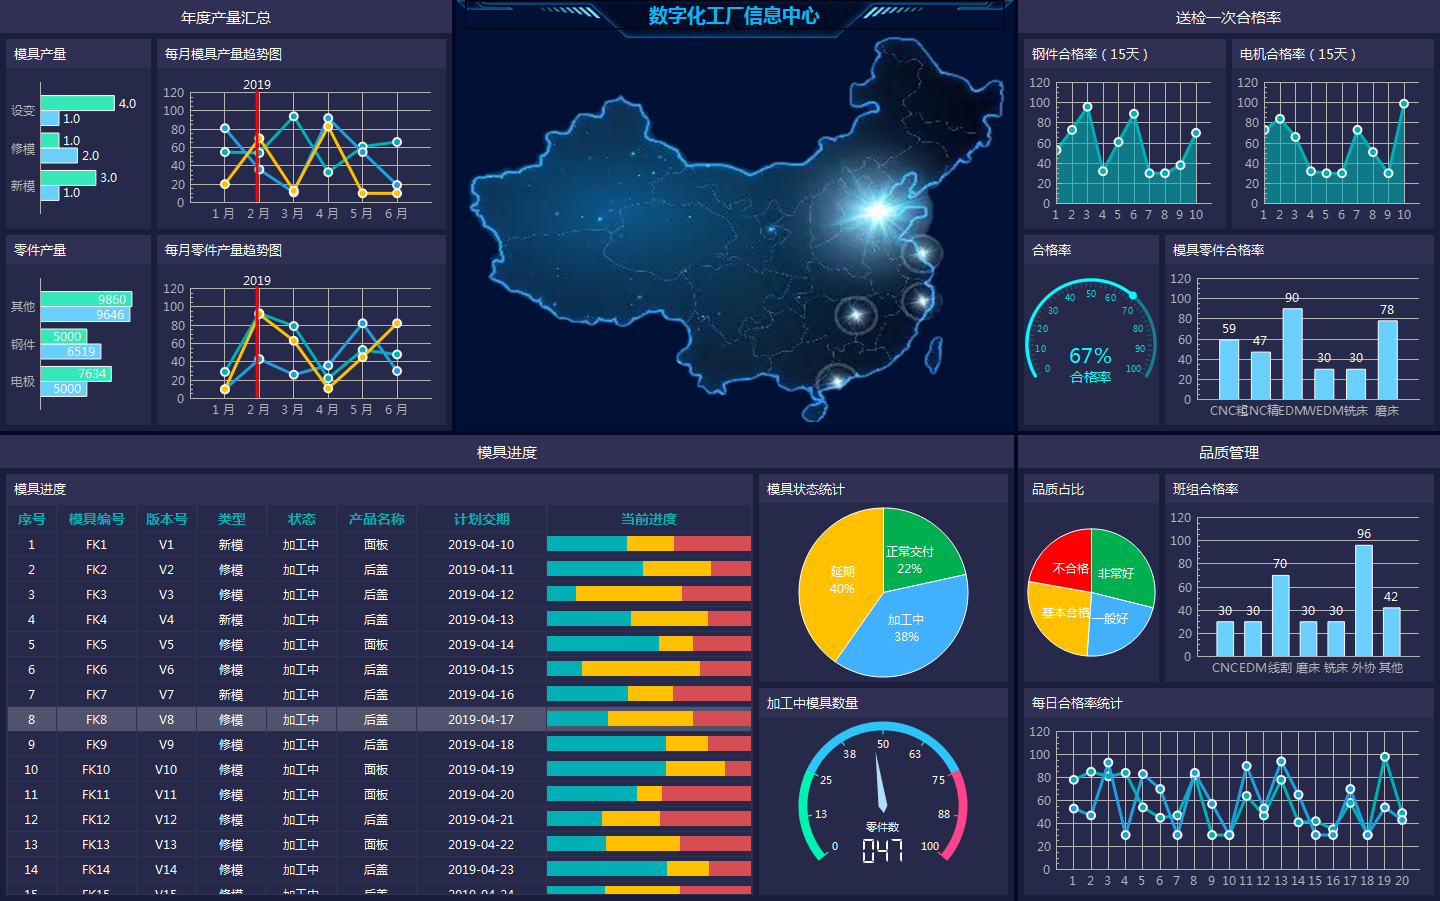 年度产量汇总
模具产量
设变
4.0
1.0
修模
1.0
2.0
新模
3.0
1.0
每月模具产量趋势图
2019
120
100
80
60
40
20
0
1月 2月 3月 4月 5月 6月
零件产量
其他
9860
9646
钢件
5000
6519
电极
7634
5000
每月零件产量趋势图
2019
120
100
80
60
40
20
0
1月 2月 3月 4月 5月 6月
数字化工厂信息中心
送检一次合格率
钢件合格率（15天）
120
100
80
60
40
20
0
1 2 3 4 5 6 7 8 9 10
电机合格率（15天）
120
100
80
60
40
20
0
1 2 3 4 5 6 7 8 9 10
合格率
0 10 20 30 40 50 60 70 80 90 100
67%
合格率
模具零件合格率
120
100
80
60
40
20
0
59 47 90 30 30 78
CNC粗 CNC精 EDM WEDM 铣床 磨床
模具进度
模具进度
序号 模具编号 版本号 类型 状态 产品名称 计划交期 当前进度
1 FK1 V1 新模 加工中 面板 2019-04-10
2 FK2 V2 修模 加工中 后盖 2019-04-11
3 FK3 V3 修模 加工中 后盖 2019-04-12
4 FK4 V4 新模 加工中 后盖 2019-04-13
5 FK5 V5 修模 加工中 面板 2019-04-14
6 FK6 V6 修模 加工中 后盖 2019-04-15
7 FK7 V7 新模 加工中 后盖 2019-04-16
8 FK8 V8 修模 加工中 后盖 2019-04-17
9 FK9 V9 修模 加工中 后盖 2019-04-18
10 FK10 V10 修模 加工中 面板 2019-04-19
11 FK11 V11 修模 加工中 面板 2019-04-20
12 FK12 V12 修模 加工中 后盖 2019-04-21
13 FK13 V13 修模 加工中 面板 2019-04-22
14 FK14 V14 修模 加工中 后盖 2019-04-23
15 FK15 V15 修模 加工中 后盖 2019-04-24
模具状态统计
正常交付
22%
延期
40%
加工中
38%
加工中模具数量
0 13 25 38 50 63 75 88 100
零件数
047
品质管理
品质占比
不合格
非常好
基本合格
一般好
班组合格率
120
100
80
60
40
20
0
30 30 70 30 30 96 42
CNC EDM 线割 磨床 铣床 外协 其他
每日合格率统计
120
100
80
60
40
20
0
1 2 3 4 5 6 7 8 9 10 11 12 13 14 15 16 17 18 19 20